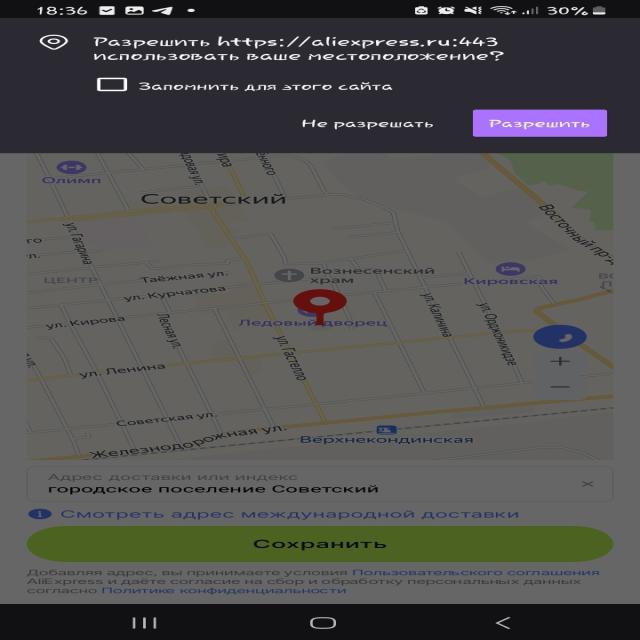 18:36
30%
Разрешить https://aliexpress.ru:443
использовать ваше местоположение?
Запомнить для этого сайта
Не разрешать
Разрешить
Олимп
Советский
ул. Гагарина
Восточный пр
ЦЕНТР
Таёжная ул.
Вознесенский
храм
Кировская
ул. Курчатова
ул. Кирова
Лесная ул.
Ледовый дворец
ул. Калинина
ул. Орджоникидзе
ул. Гастелло
ул. Ленина
Советская ул.
Железнодорожная ул.
Верхнекондинская
Адрес доставки или индекс
городское поселение Советский
Смотреть адрес международной доставки
Сохранить
Добавляя адрес, вы принимаете условия Пользовательского соглашения
AliExpress и даёте согласие на сбор и обработку персональных данных
согласно Политике конфиденциальности